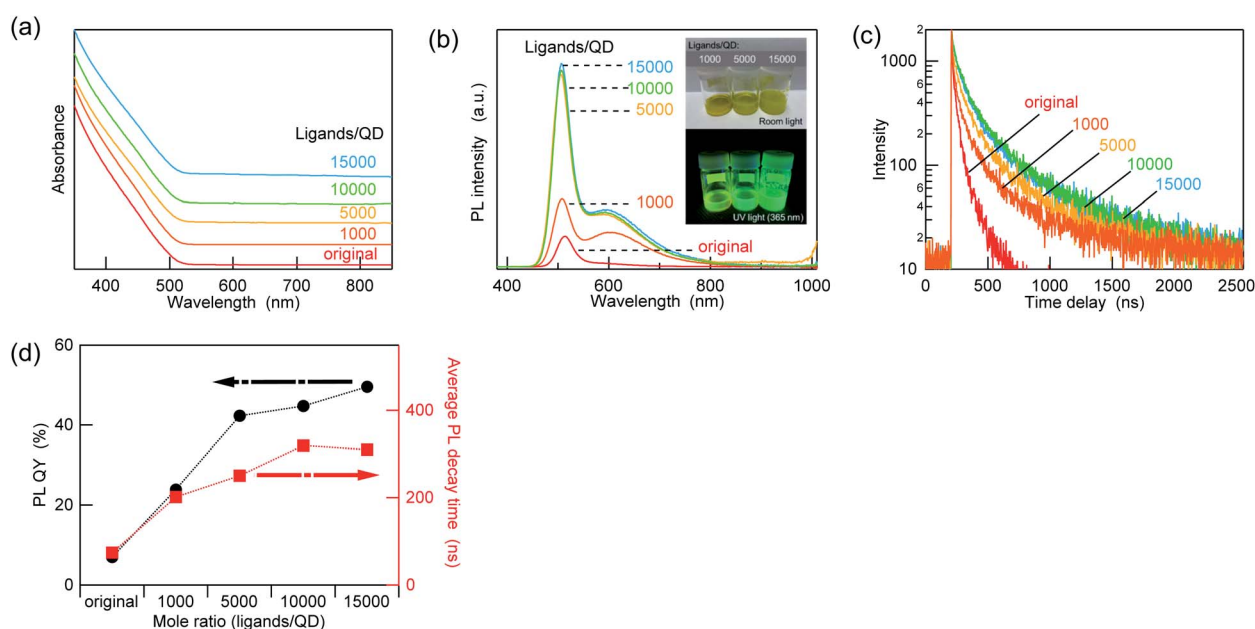 (a)
Absorbance
Ligands/QD
15000
10000
5000
1000
original
400
500
600
700
800
Wavelength (nm)
(b)
PL intensity (a.u.)
Ligands/QD
15000
10000
5000
1000
original
Ligands/QD:
1000 5000 15000
Room light
UV light (365 nm)
400
600
800
1000
Wavelength (nm)
(c)
Intensity
2
1000
6
4
2
100
6
4
2
10
original
1000
5000
10000
15000
0
500
1000
1500
2000
2500
Time delay (ns)
(d)
PL QY (%)
60
40
20
0
400
200
0
Average PL decay time
(ns)
original
1000
5000
10000
15000
Mole ratio (ligands/QD)